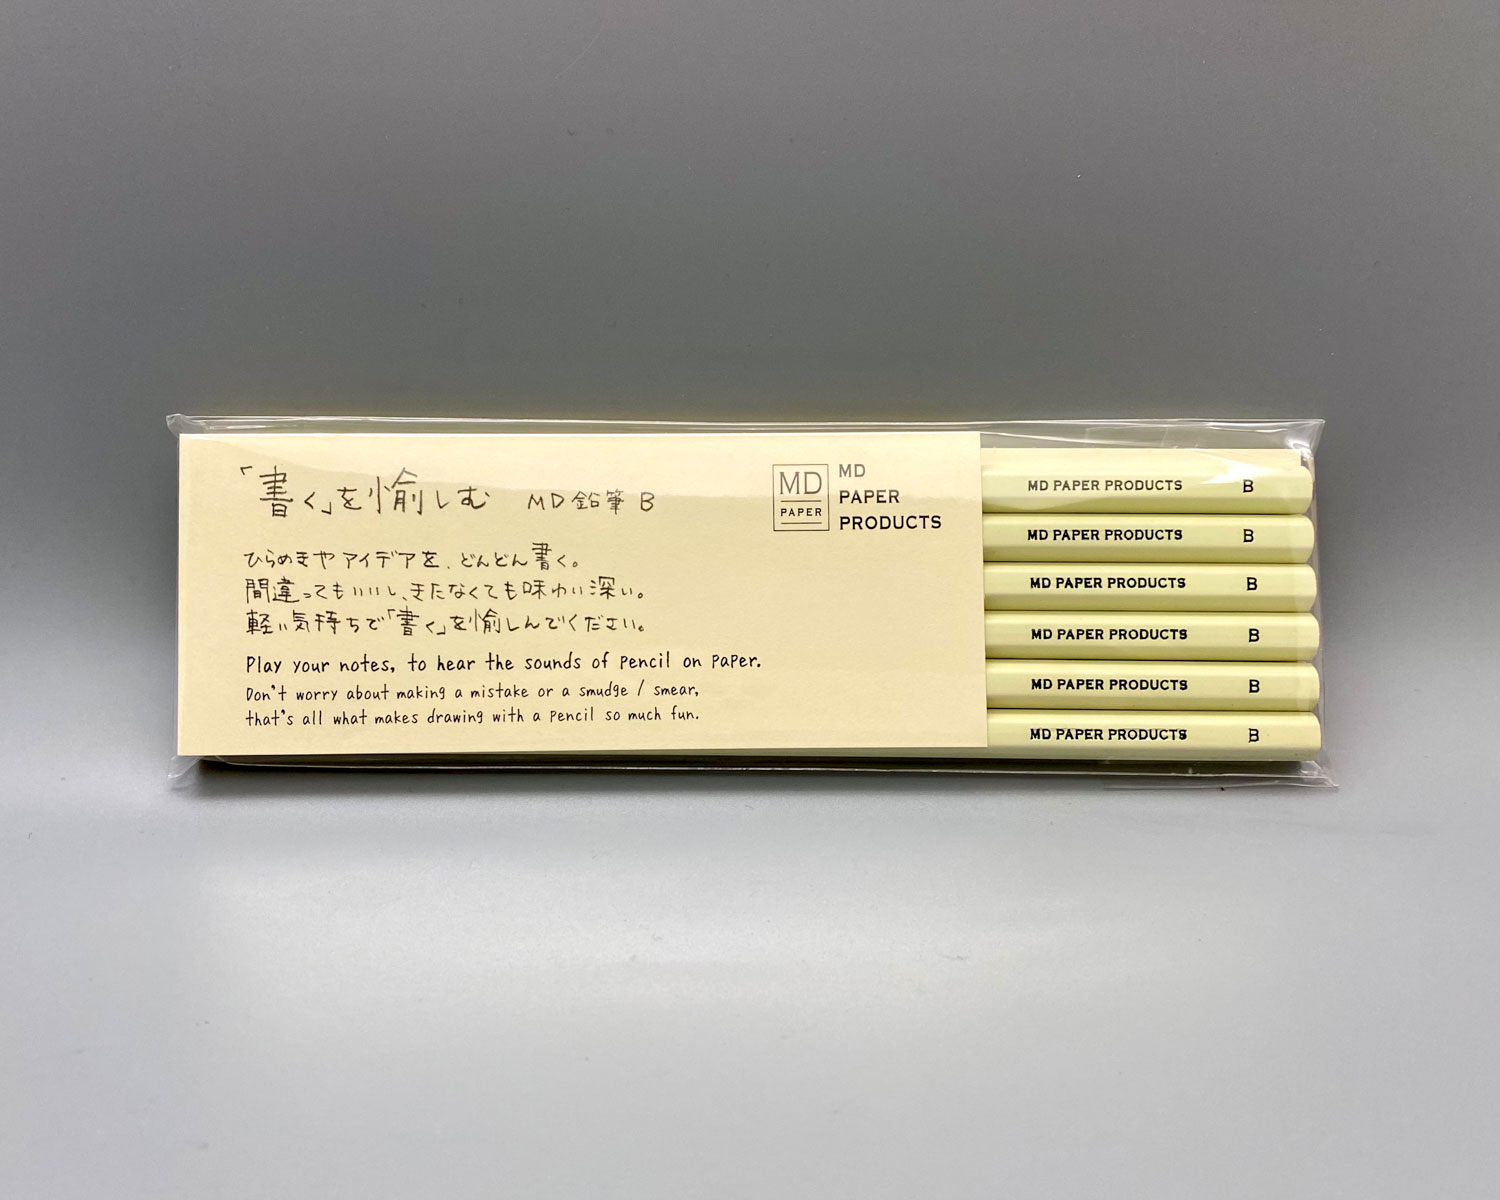 「書く」を愉しむ MD鉛筆 B
MD
PAPER
MD
PAPER
PRODUCTS
ひらめきやアイデアを、どんどん書く。
間違ってもいいし、きたなくても味わい深い。
軽い気持ちで「書く」を愉しんでください。
Play your notes, to hear the sounds of pencil on paper.
Don't worry about making a mistake or a smudge / smear,
that's all what makes drawing with a pencil so much fun.
MD PAPER PRODUCTS B
MD PAPER PRODUCTS B
MD PAPER PRODUCTS B
MD PAPER PRODUCTS B
MD PAPER PRODUCTS B
MD PAPER PRODUCTS B